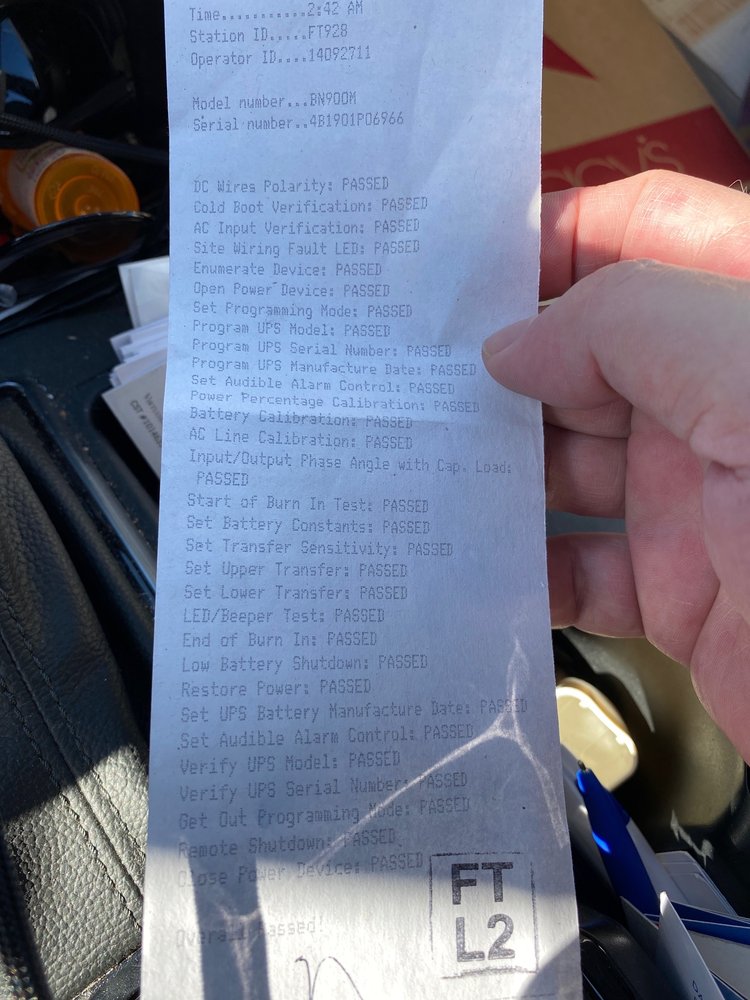 Time...........2:42 AM
Station ID.....FT928
Operator ID....14092711
Model number...BN900M
Serial number..4B1901P06966
DC Wires Polarity: PASSED
Cold Boot Verification: PASSED
AC Input Verification: PASSED
Site Wiring Fault LED: PASSED
Enumerate Device: PASSED
Open Power Device: PASSED
Set Programming Mode: PASSED
Program UPS Model: PASSED
Program UPS Serial Number: PASSED
Program UPS Manufacture Date: PASSED
Set Audible Alarm Control: PASSED
Power Percentage Calibration: PASSED
Battery Calibration: PASSED
AC Line Calibration: PASSED
Input/Output Phase Angle with Cap. Load:
PASSED
Start of Burn In Test: PASSED
Set Battery Constants: PASSED
Set Transfer Sensitivity: PASSED
Set Upper Transfer: PASSED
Set Lower Transfer: PASSED
LED/Beeper Test: PASSED
End of Burn In: PASSED
Low Battery Shutdown: PASSED
Restore Power: PASSED
Set UPS Battery Manufacture Date: PASSED
Set Audible Alarm Control: PASSED
Verify UPS Model: PASSED
Verify UPS Serial Number: PASSED
Get Out Programming Mode: PASSED
Remote Shutdown: PASSED
Close Power Device: PASSED
Overall Passed!
FT
L2